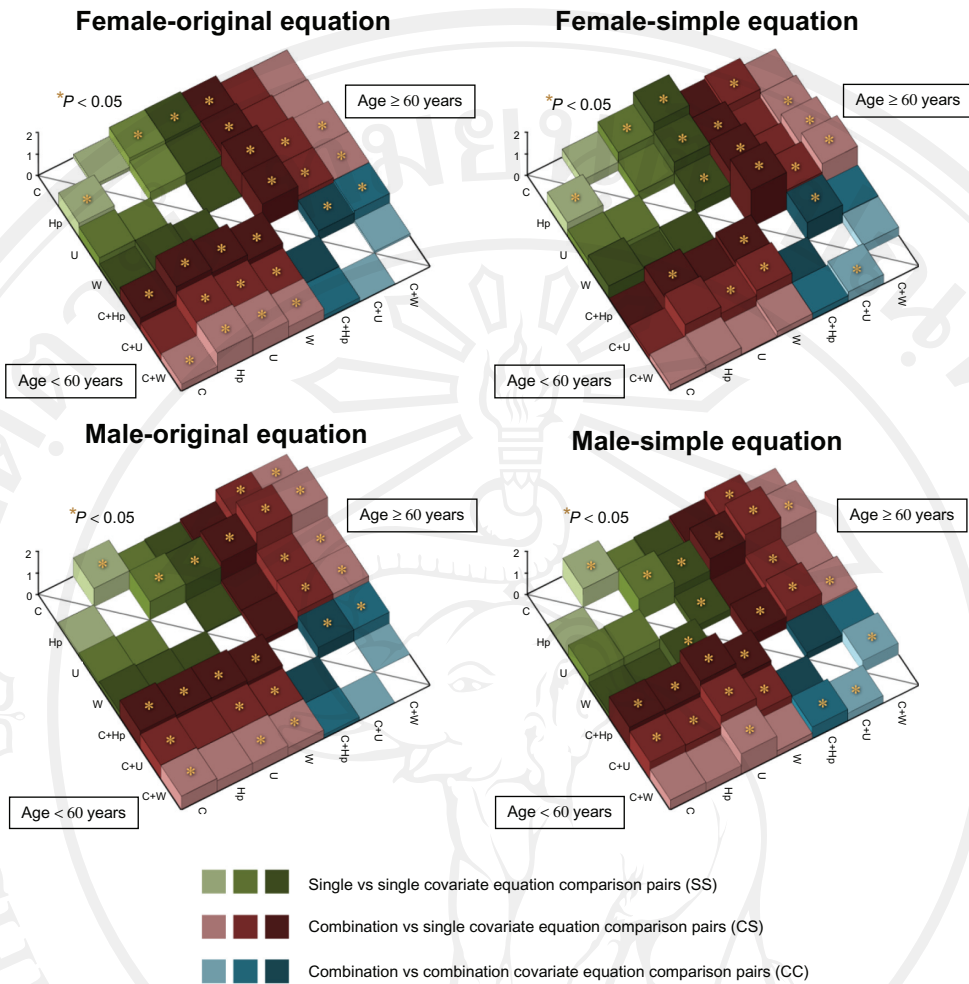 Female-original equation
Female-simple equation
*P < 0.05
Age ≥ 60 years
2
1
0
C
Hp
U
W
C+Hp
C+U
C+W
C
Hp
U
W
C+Hp
C+U
C+W
Age < 60 years
*P < 0.05
Age ≥ 60 years
2
1
0
C
Hp
U
W
C+Hp
C+U
C+W
C
Hp
U
W
C+Hp
C+U
C+W
Age < 60 years
Male-original equation
Male-simple equation
*P < 0.05
Age ≥ 60 years
2
1
0
C
Hp
U
W
C+Hp
C+U
C+W
C
Hp
U
W
C+Hp
C+U
C+W
Age < 60 years
*P < 0.05
Age ≥ 60 years
2
1
0
C
Hp
U
W
C+Hp
C+U
C+W
C
Hp
U
W
C+Hp
C+U
C+W
Age < 60 years
Single vs single covariate equation comparison pairs (SS)
Combination vs single covariate equation comparison pairs (CS)
Combination vs combination covariate equation comparison pairs (CC)